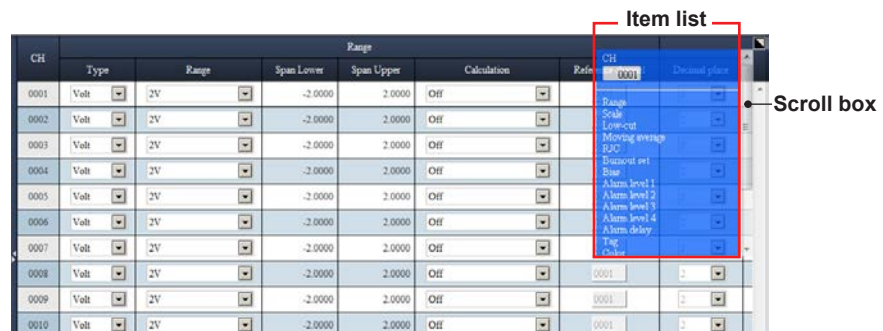 Item list
Range
CH
Type Range Span Lower Span Upper Calculation Reference channel Decimal place
CH
0001
0001 Volt 2V -2.0000 2.0000 Off
0002 Volt 2V -2.0000 2.0000 Off
0003 Volt 2V -2.0000 2.0000 Off
0004 Volt 2V -2.0000 2.0000 Off
0005 Volt 2V -2.0000 2.0000 Off
0006 Volt 2V -2.0000 2.0000 Off
0007 Volt 2V -2.0000 2.0000 Off
0008 Volt 2V -2.0000 2.0000 Off 0001 2
0009 Volt 2V -2.0000 2.0000 Off 0001 2
0010 Volt 2V -2.0000 2.0000 Off 0001 2
Range
Scale
Low-cut
Moving average
RJC
Burnout set
Bias
Alarm level 1
Alarm level 2
Alarm level 3
Alarm level 4
Alarm delay
Tag
Color
Scroll box